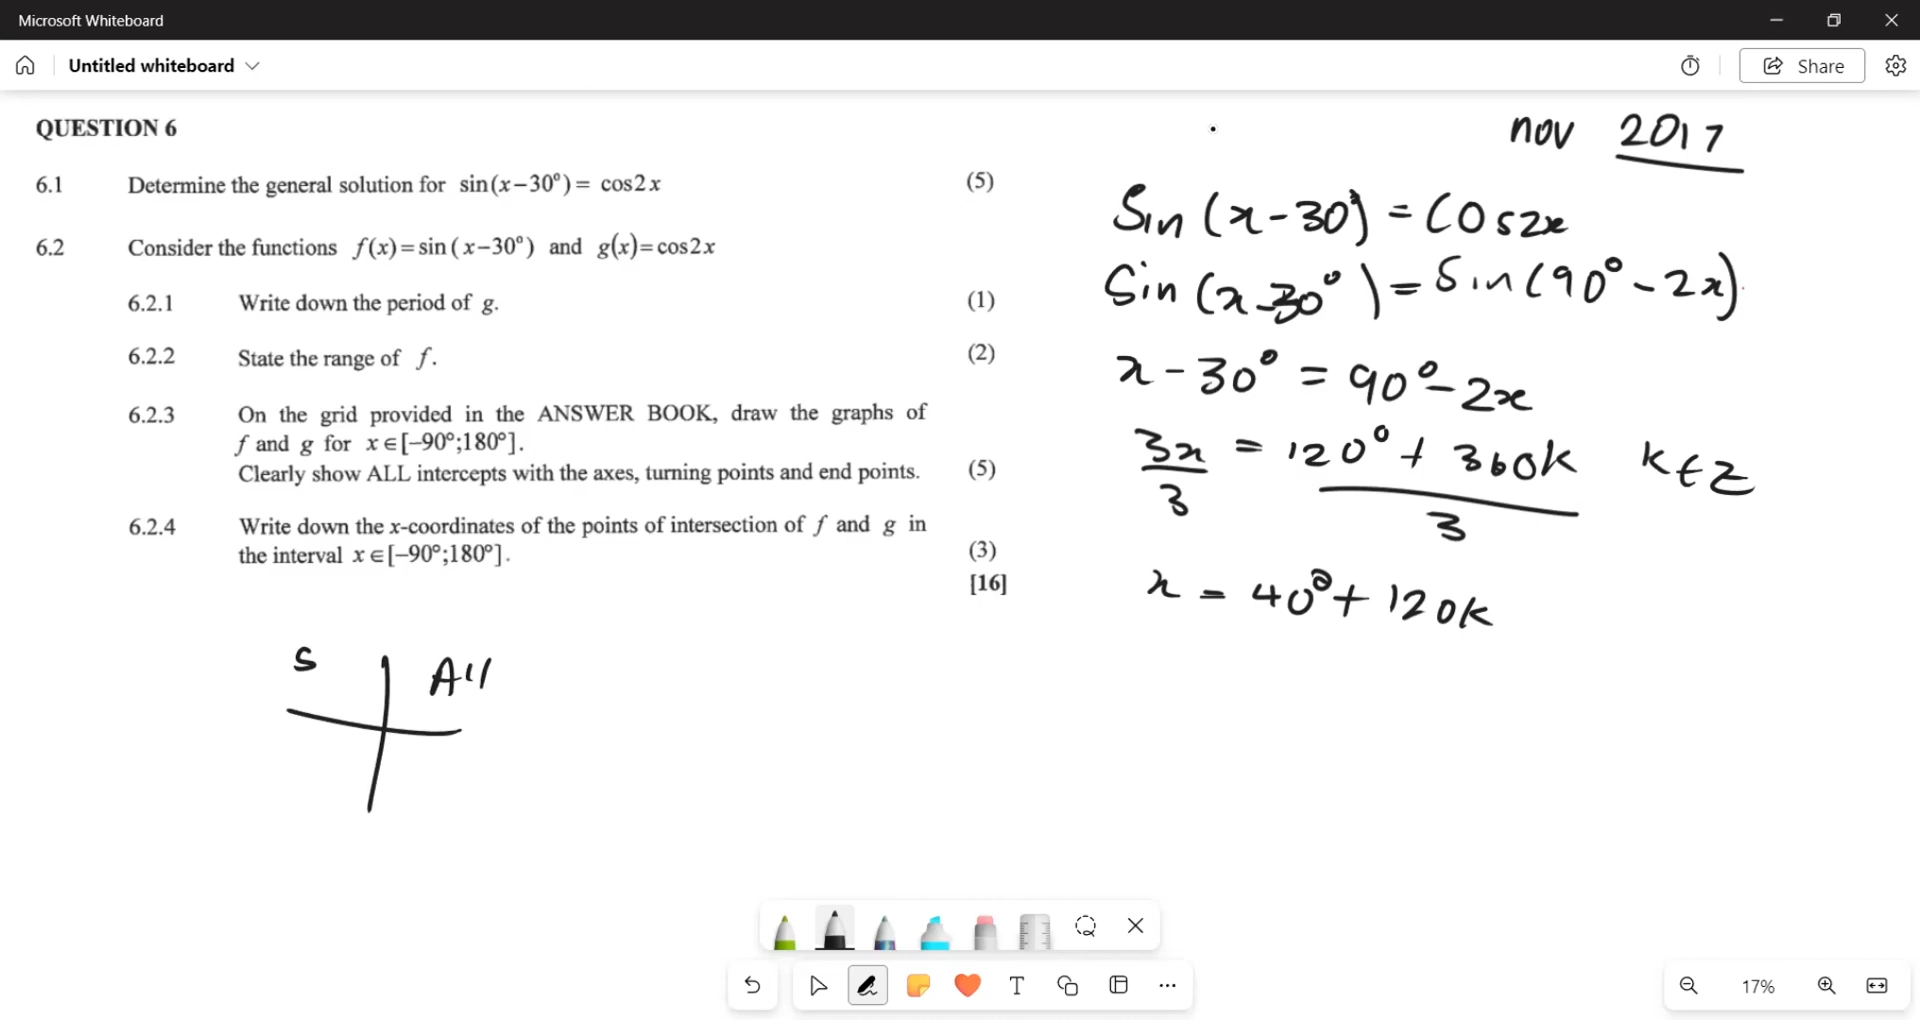 Microsoft Whiteboard
Untitled whiteboard
Share
QUESTION 6
6.1 Determine the general solution for sin(x−30°) = cos2x (5)
6.2 Consider the functions f(x)=sin(x−30°) and g(x)=cos2x
6.2.1 Write down the period of g. (1)
6.2.2 State the range of f. (2)
6.2.3 On the grid provided in the ANSWER BOOK, draw the graphs of
f and g for x∈[−90°;180°].
Clearly show ALL intercepts with the axes, turning points and end points. (5)
6.2.4 Write down the x-coordinates of the points of intersection of f and g in
the interval x∈[−90°;180°]. (3)
[16]
S All
nov 2017
Sin (x-30°) = Cos2x
Sin (x-30°) = Sin(90°-2x)
x-30° = 90°-2x
3x = 120° + 360k k∈Z
3 3
x = 40° + 120k
T
17%